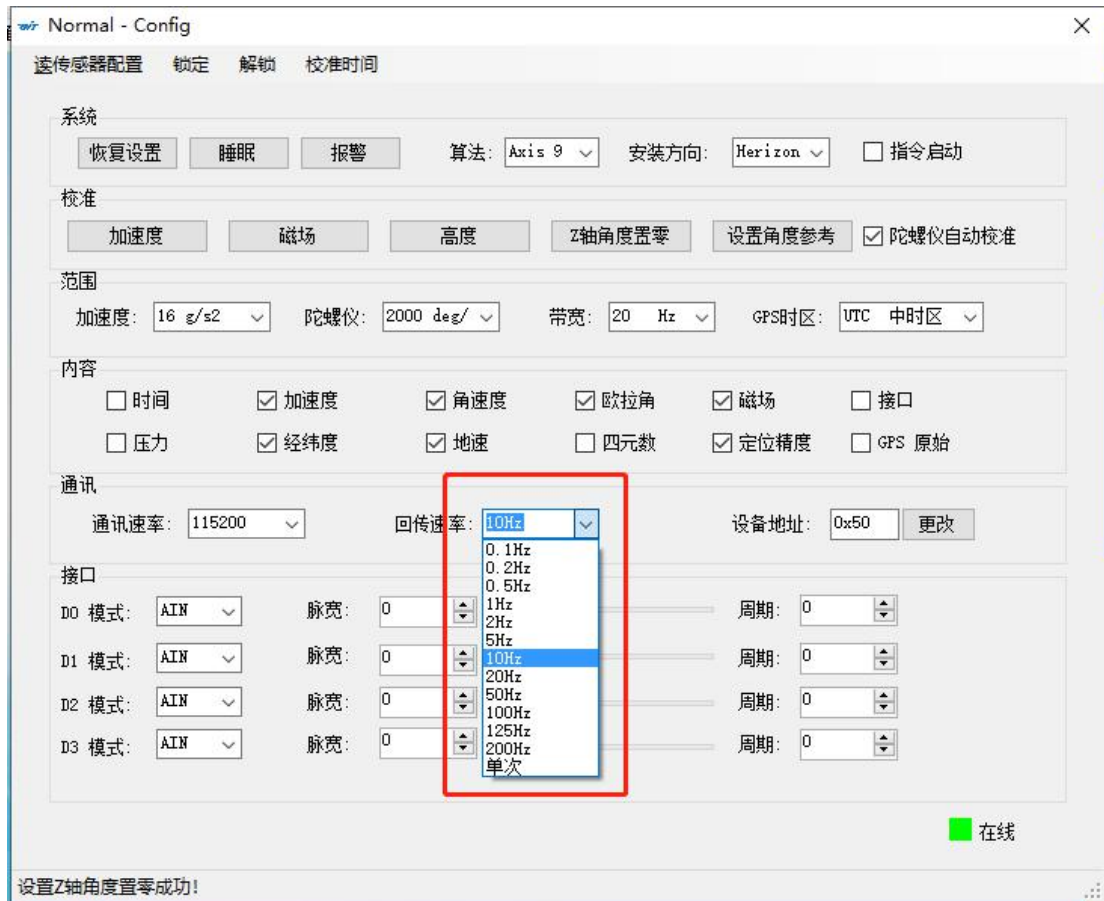 Normal - Config
读传感器配置 锁定 解锁 校准时间
系统
恢复设置 睡眠 报警 算法: Axis 9 安装方向: Herizon 指令启动
校准
加速度 磁场 高度 Z轴角度置零 设置角度参考 陀螺仪自动校准
范围
加速度: 16 g/s2 陀螺仪: 2000 deg/ 带宽: 20 Hz GPS时区: UTC 中时区
内容
时间 加速度 角速度 欧拉角 磁场 接口
压力 经纬度 地速 四元数 定位精度 GPS 原始
通讯
通讯速率: 115200 回传速率: 10Hz 设备地址: 0x50 更改
0.1Hz
0.2Hz
0.5Hz
1Hz
2Hz
5Hz
10Hz
20Hz
50Hz
100Hz
125Hz
200Hz
单次
接口
D0 模式: AIN 脉宽: 0 周期: 0
D1 模式: AIN 脉宽: 0 周期: 0
D2 模式: AIN 脉宽: 0 周期: 0
D3 模式: AIN 脉宽: 0 周期: 0
在线
设置Z轴角度置零成功!